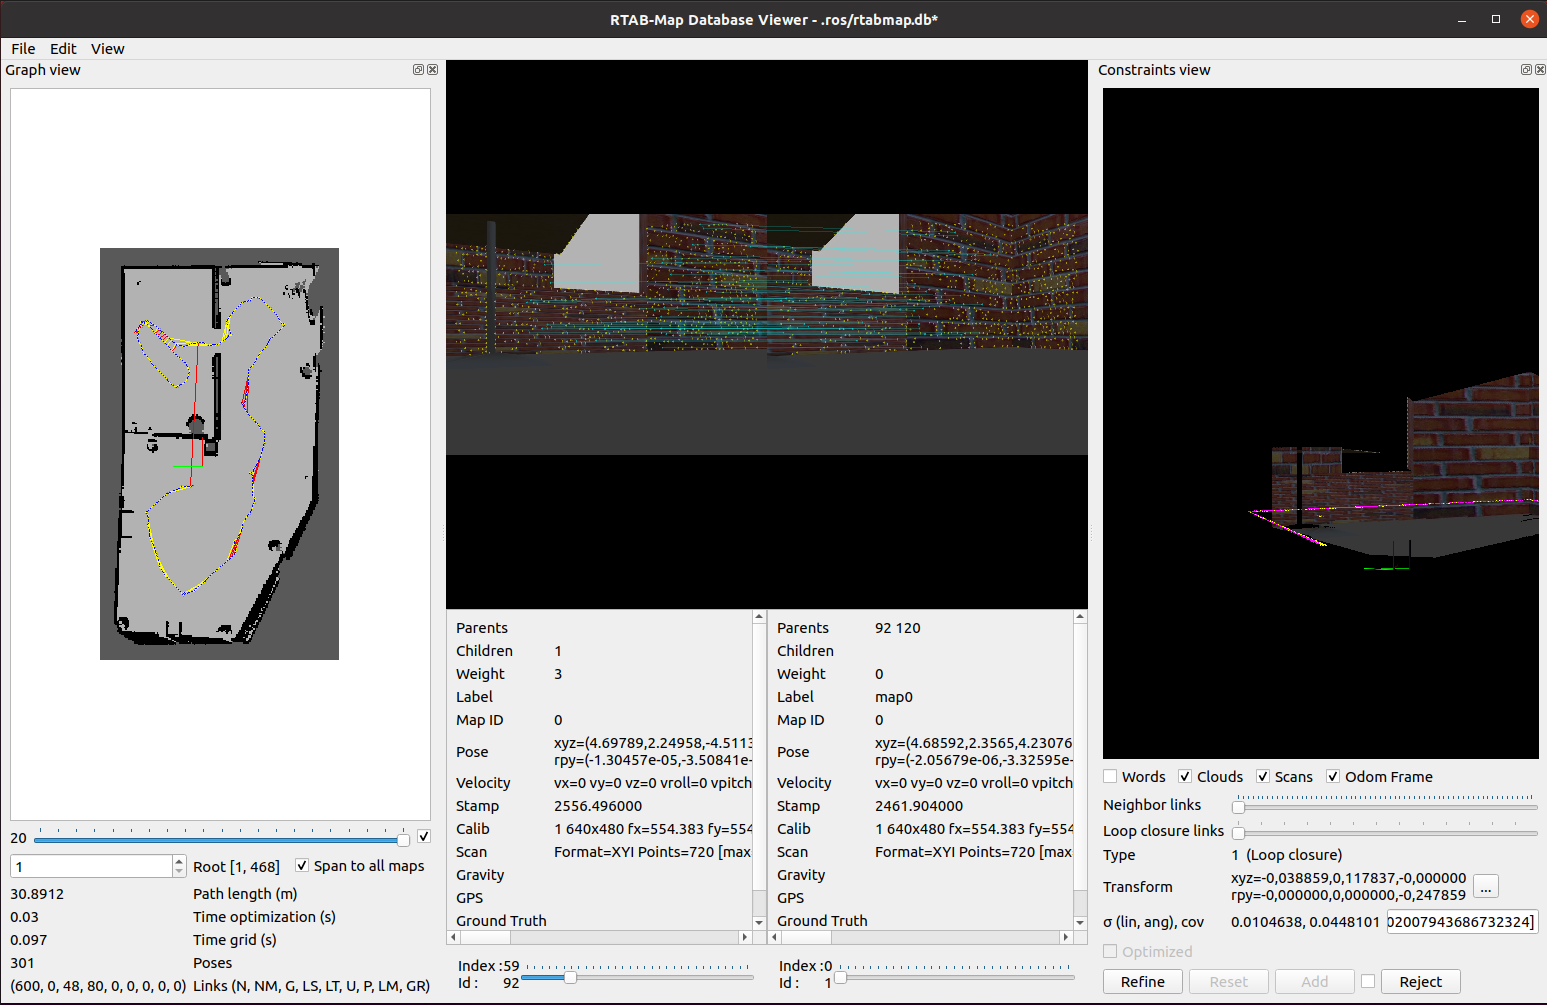 RTAB-Map Database Viewer - .ros/rtabmap.db*
File Edit View
Graph view
20
1
Root [1, 468]
Span to all maps
30.8912 Path length (m)
0.03 Time optimization (s)
0.097 Time grid (s)
301 Poses
(600, 0, 48, 80, 0, 0, 0, 0, 0) Links (N, NM, G, LS, LT, U, P, LM, GR)
Parents
Children 1
Weight 3
Label
Map ID 0
Pose xyz=(4.69789,2.24958,-4.5113
rpy=(-1.30457e-05,-3.50841e-
Velocity vx=0 vy=0 vz=0 vroll=0 vpitch
Stamp 2556.496000
Calib 1 640x480 fx=554.383 fy=554
Scan Format=XYI Points=720 [max
Gravity
GPS
Ground Truth
Index :59
Id : 92
Parents 92 120
Children
Weight 0
Label map0
Map ID 0
Pose xyz=(4.68592,2.3565,4.23076
rpy=(-2.05679e-06,-3.32595e-
Velocity vx=0 vy=0 vz=0 vroll=0 vpitch
Stamp 2461.904000
Calib 1 640x480 fx=554.383 fy=554
Scan Format=XYI Points=720 [max
Gravity
GPS
Ground Truth
Index :0
Id : 1
Constraints view
Words Clouds Scans Odom Frame
Neighbor links
Loop closure links
Type 1 (Loop closure)
Transform xyz=-0,038859,0,117837,-0,000000
rpy=-0,000000,0,000000,-0,247859
...
σ (lin, ang), cov 0.0104638, 0.0448101 02007943686732324]
Optimized
Refine Reset Add Reject